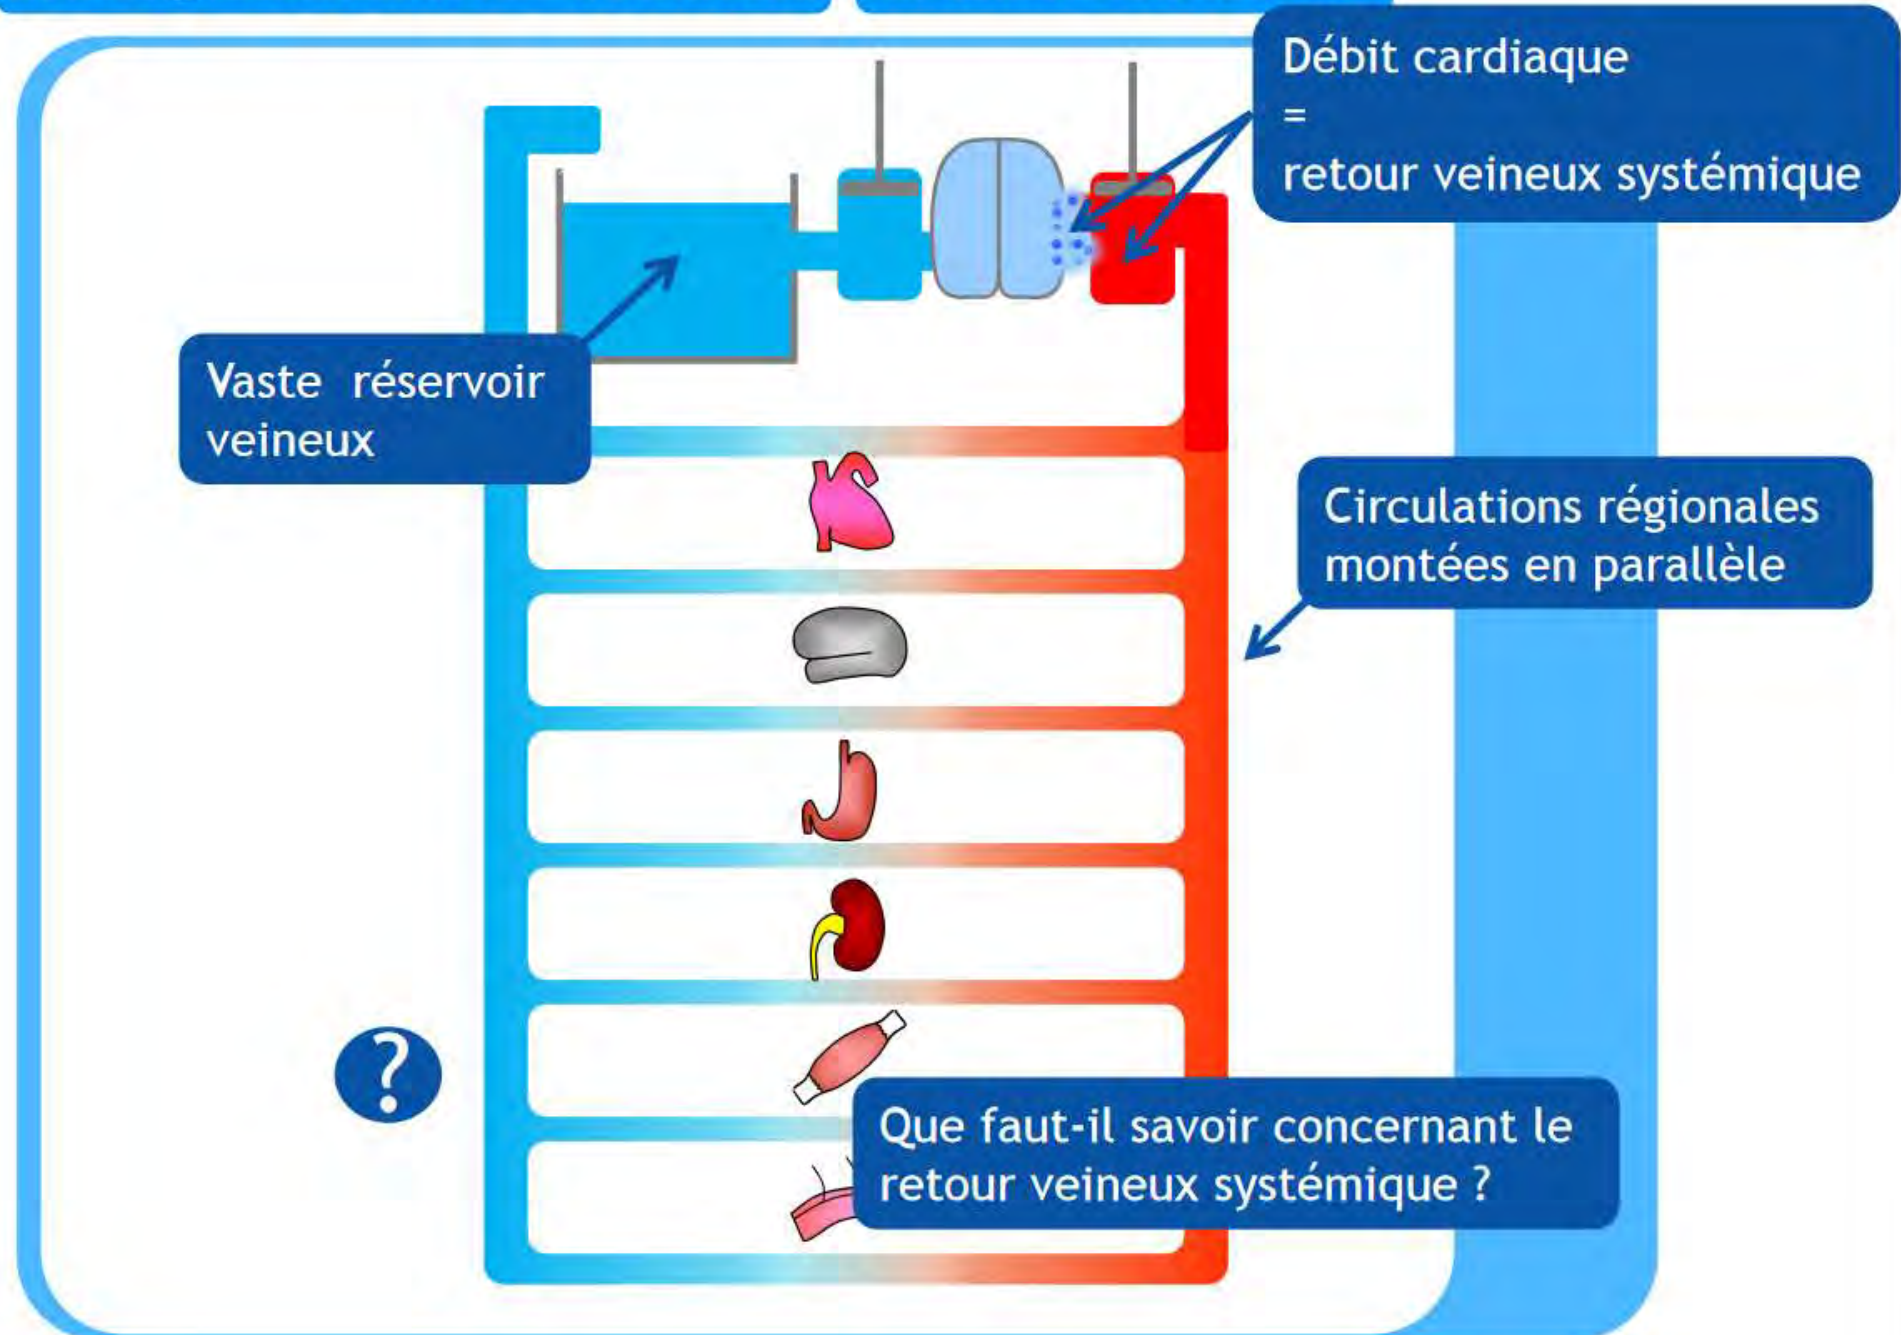 Débit cardiaque
=
retour veineux systémique
Vaste réservoir
veineux
Circulations régionales
montées en parallèle
?
Que faut-il savoir concernant le
retour veineux systémique ?